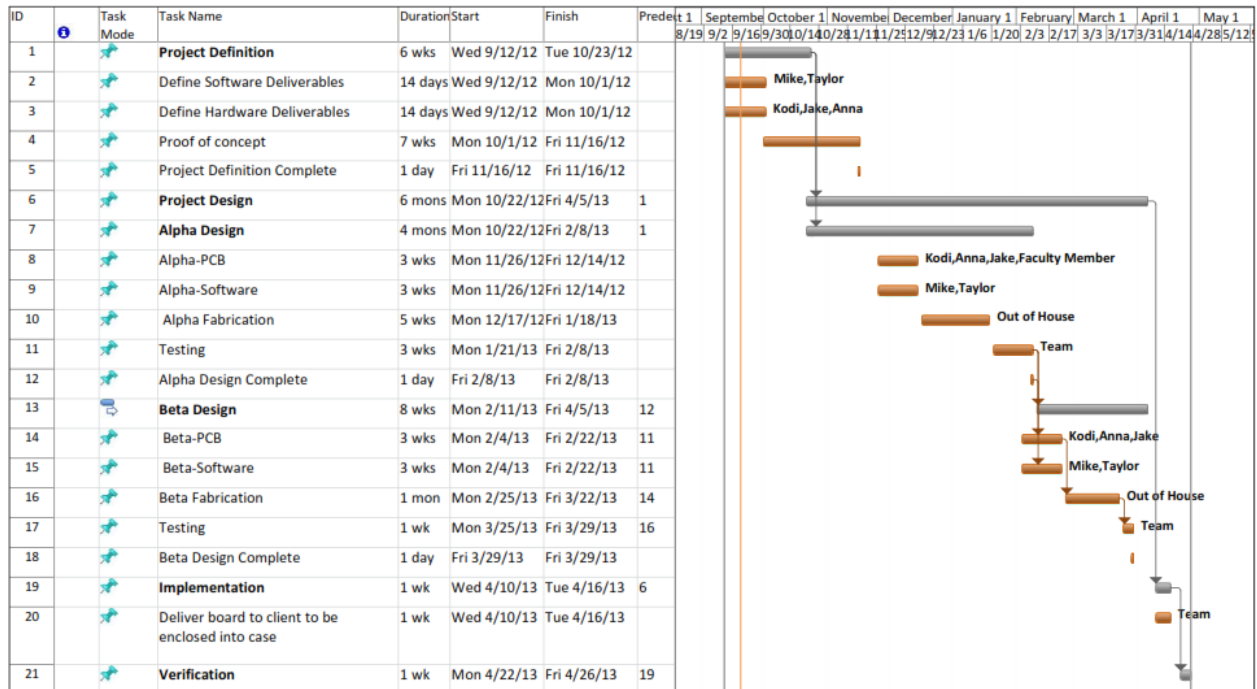 ID Task Mode Task Name Duration Start Finish Predec t 1 Septembe October 1 Novembe December January 1 February March 1 April 1 May 1
8/19 9/2 9/16 9/30 10/14 10/28 11/11 11/25 12/9 12/23 1/6 1/20 2/3 2/17 3/3 3/17 3/31 4/14 4/28 5/12
1 Project Definition 6 wks Wed 9/12/12 Tue 10/23/12
2 Define Software Deliverables 14 days Wed 9/12/12 Mon 10/1/12 Mike,Taylor
3 Define Hardware Deliverables 14 days Wed 9/12/12 Mon 10/1/12 Kodi,Jake,Anna
4 Proof of concept 7 wks Mon 10/1/12 Fri 11/16/12
5 Project Definition Complete 1 day Fri 11/16/12 Fri 11/16/12
6 Project Design 6 mons Mon 10/22/12 Fri 4/5/13 1
7 Alpha Design 4 mons Mon 10/22/12 Fri 2/8/13 1
8 Alpha-PCB 3 wks Mon 11/26/12 Fri 12/14/12 Kodi,Anna,Jake,Faculty Member
9 Alpha-Software 3 wks Mon 11/26/12 Fri 12/14/12 Mike,Taylor
10 Alpha Fabrication 5 wks Mon 12/17/12 Fri 1/18/13 Out of House
11 Testing 3 wks Mon 1/21/13 Fri 2/8/13 Team
12 Alpha Design Complete 1 day Fri 2/8/13 Fri 2/8/13
13 Beta Design 8 wks Mon 2/11/13 Fri 4/5/13 12
14 Beta-PCB 3 wks Mon 2/4/13 Fri 2/22/13 11 Kodi,Anna,Jake
15 Beta-Software 3 wks Mon 2/4/13 Fri 2/22/13 11 Mike,Taylor
16 Beta Fabrication 1 mon Mon 2/25/13 Fri 3/22/13 14 Out of House
17 Testing 1 wk Mon 3/25/13 Fri 3/29/13 16 Team
18 Beta Design Complete 1 day Fri 3/29/13 Fri 3/29/13
19 Implementation 1 wk Wed 4/10/13 Tue 4/16/13 6
20 Deliver board to client to be 1 wk Wed 4/10/13 Tue 4/16/13 Team
enclosed into case
21 Verification 1 wk Mon 4/22/13 Fri 4/26/13 19